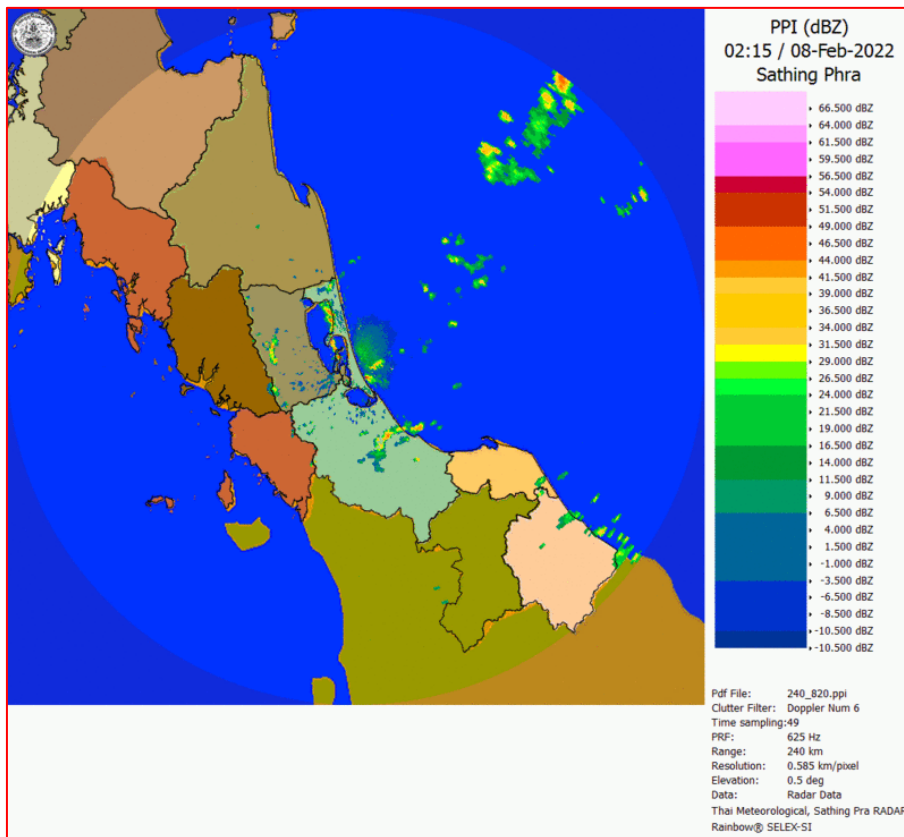 PPI (dBZ)
02:15 / 08-Feb-2022
Sathing Phra
66.500 dBZ
64.000 dBZ
61.500 dBZ
59.500 dBZ
56.500 dBZ
54.000 dBZ
51.500 dBZ
49.000 dBZ
46.500 dBZ
44.000 dBZ
41.500 dBZ
39.000 dBZ
36.500 dBZ
34.000 dBZ
31.500 dBZ
29.000 dBZ
26.500 dBZ
24.000 dBZ
21.500 dBZ
19.000 dBZ
16.500 dBZ
14.000 dBZ
11.500 dBZ
9.000 dBZ
6.500 dBZ
4.000 dBZ
1.500 dBZ
-1.000 dBZ
-3.500 dBZ
-6.500 dBZ
-8.500 dBZ
-10.500 dBZ
-10.500 dBZ
Pdf File: 240_820.ppi
Clutter Filter: Doppler Num 6
Time sampling:49
PRF: 625 Hz
Range: 240 km
Resolution: 0.585 km/pixel
Elevation: 0.5 deg
Data: Radar Data
Thai Meteorological, Sathing Pra RADAR
Rainbow® SELEX-SI